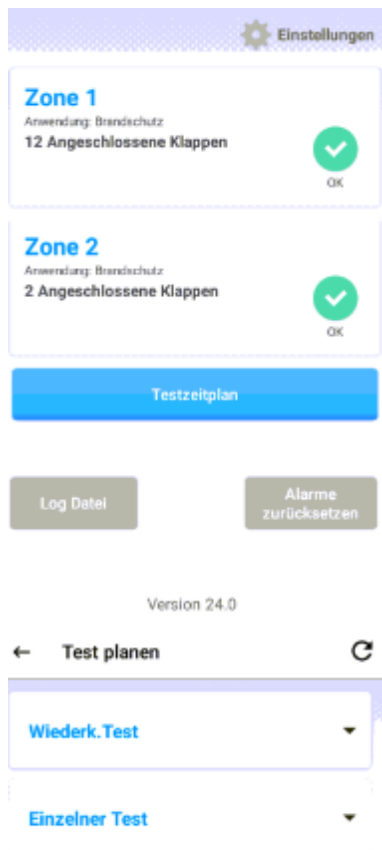 Einstellungen
Zone 1
Anwendung: Brandschutz
12 Angeschlossene Klappen
OK
Zone 2
Anwendung: Brandschutz
2 Angeschlossene Klappen
OK
Testzeitplan
Log Datei
Alarme
zurücksetzen
Version 24.0
Test planen
Wiederk.Test
Einzelner Test